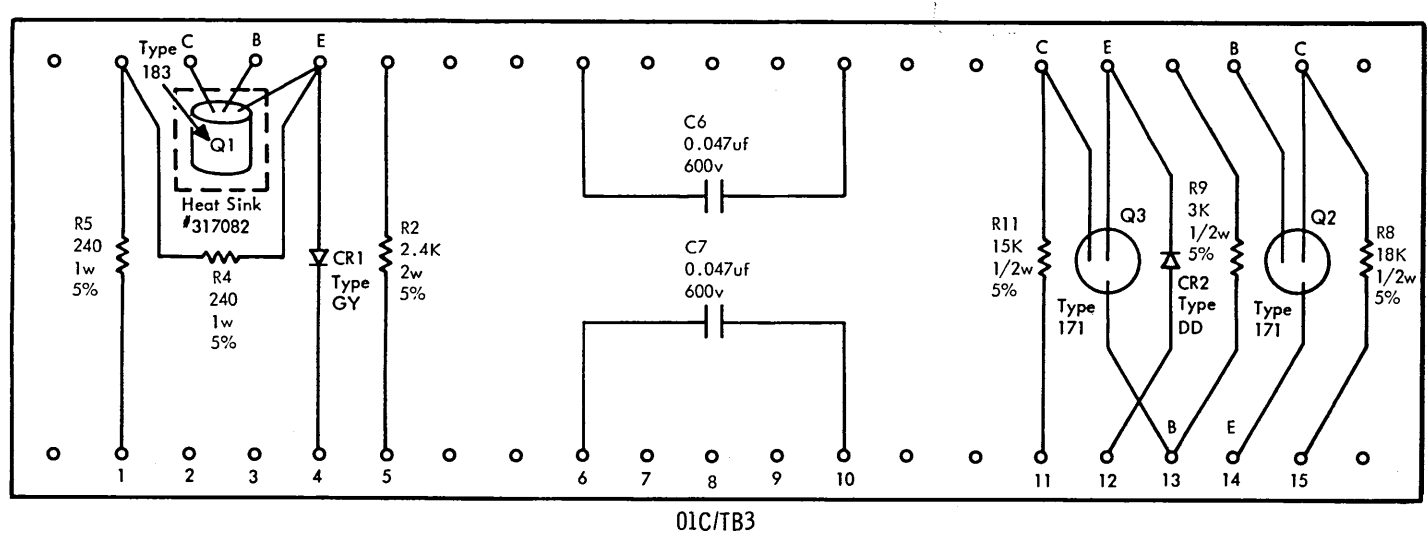 Type
183
C
B
E
Q1
Heat Sink
#317082
R5
240
1w
5%
R4
240
1w
5%
CR1
Type
GY
R2
2.4K
2w
5%
C6
0.047uf
600v
C7
0.047uf
600v
C
E
B
C
R11
15K
1/2w
5%
Q3
Type
171
R9
3K
1/2w
5%
CR2
Type
DD
Q2
Type
171
R8
18K
1/2w
5%
B
E
1
2
3
4
5
6
7
8
9
10
11
12
13
14
15
01C/TB3